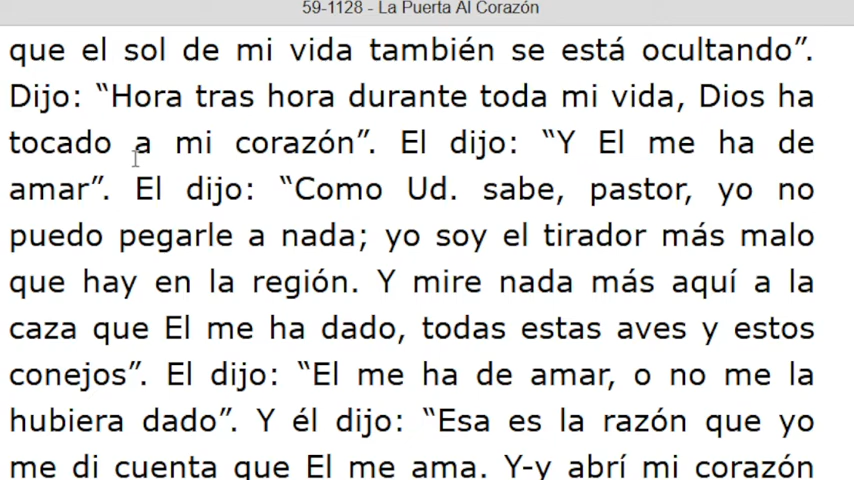 59-1128 - La Puerta Al Corazón
que el sol de mi vida también se está ocultando”.
Dijo: “Hora tras hora durante toda mi vida, Dios ha
tocado a mi corazón”. El dijo: “Y El me ha de
amar”. El dijo: “Como Ud. sabe, pastor, yo no
puedo pegarle a nada; yo soy el tirador más malo
que hay en la región. Y mire nada más aquí a la
caza que El me ha dado, todas estas aves y estos
conejos”. El dijo: “El me ha de amar, o no me la
hubiera dado”. Y él dijo: “Esa es la razón que yo
me di cuenta que El me ama. Y-y abrí mi corazón